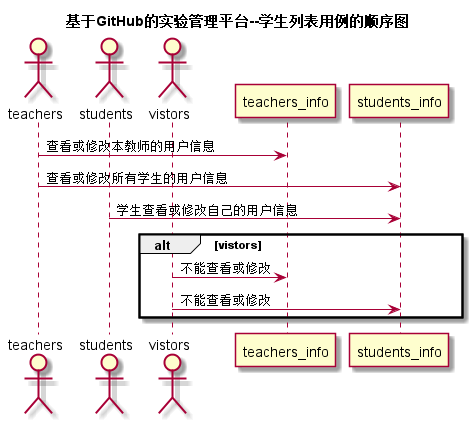 基于GitHub的实验管理平台--学生列表用例的顺序图
teachers students vistors teachers_info students_info
查看或修改本教师的用户信息
查看或修改所有学生的用户信息
学生查看或修改自己的用户信息
alt [vistors]
不能查看或修改
不能查看或修改
teachers students vistors teachers_info students_info